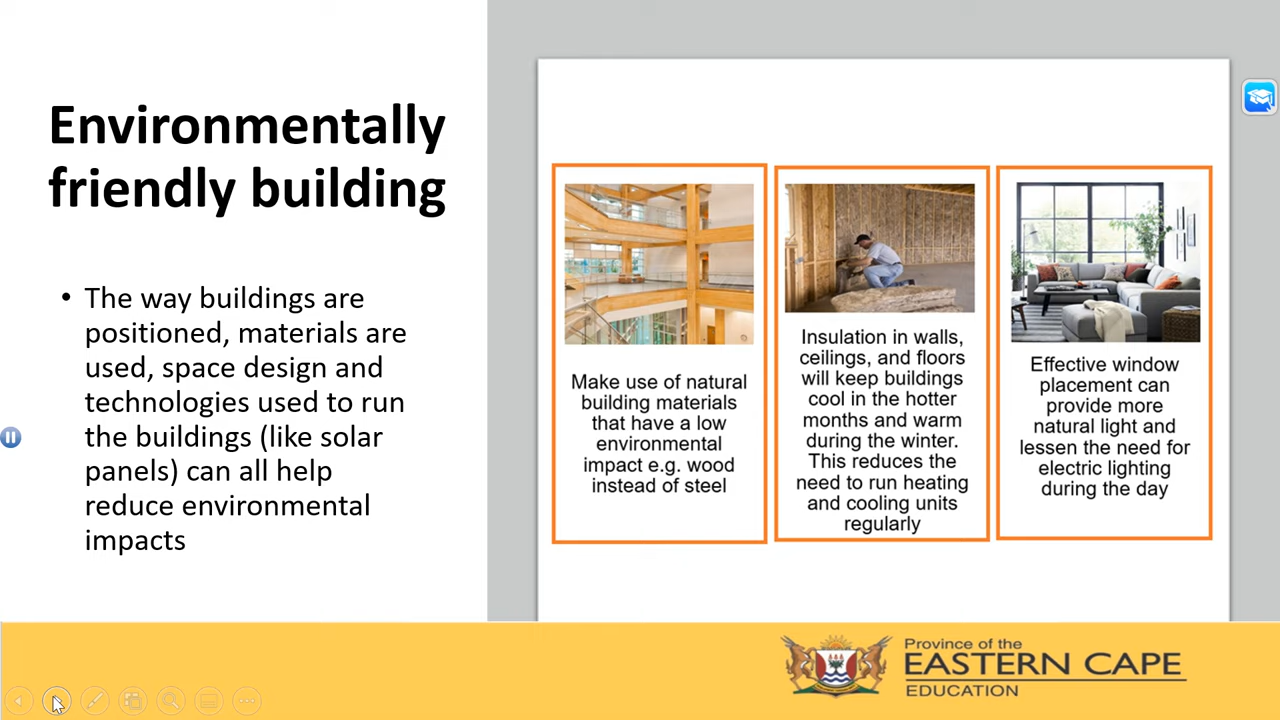 Environmentally
friendly building
• The way buildings are
positioned, materials are
used, space design and
technologies used to run
the buildings (like solar
panels) can all help
reduce environmental
impacts
Make use of natural
building materials
that have a low
environmental
impact e.g. wood
instead of steel
Insulation in walls,
ceilings, and floors
will keep buildings
cool in the hotter
months and warm
during the winter.
This reduces the
need to run heating
and cooling units
regularly
Effective window
placement can
provide more
natural light and
lessen the need for
electric lighting
during the day
Province of the
EASTERN CAPE
EDUCATION